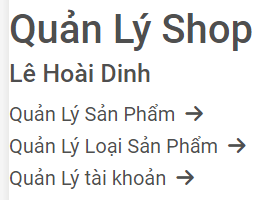 Quản Lý Shop
Lê Hoài Dinh
Quản Lý Sản Phẩm →
Quản Lý Loại Sản Phẩm →
Quản Lý tài khoản →